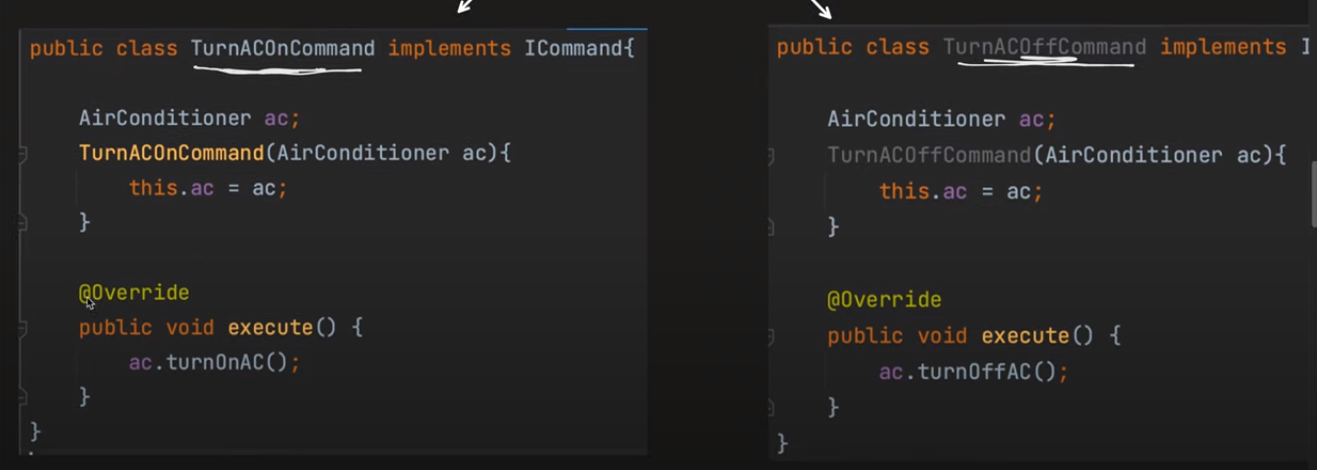 public class TurnACOnCommand implements ICommand{
AirConditioner ac;
TurnACOnCommand(AirConditioner ac){
this.ac = ac;
}
@Override
public void execute() {
ac.turnOnAC();
}
}
public class TurnACOffCommand implements I
AirConditioner ac;
TurnACOffCommand(AirConditioner ac){
this.ac = ac;
}
@Override
public void execute() {
ac.turnOffAC();
}
}